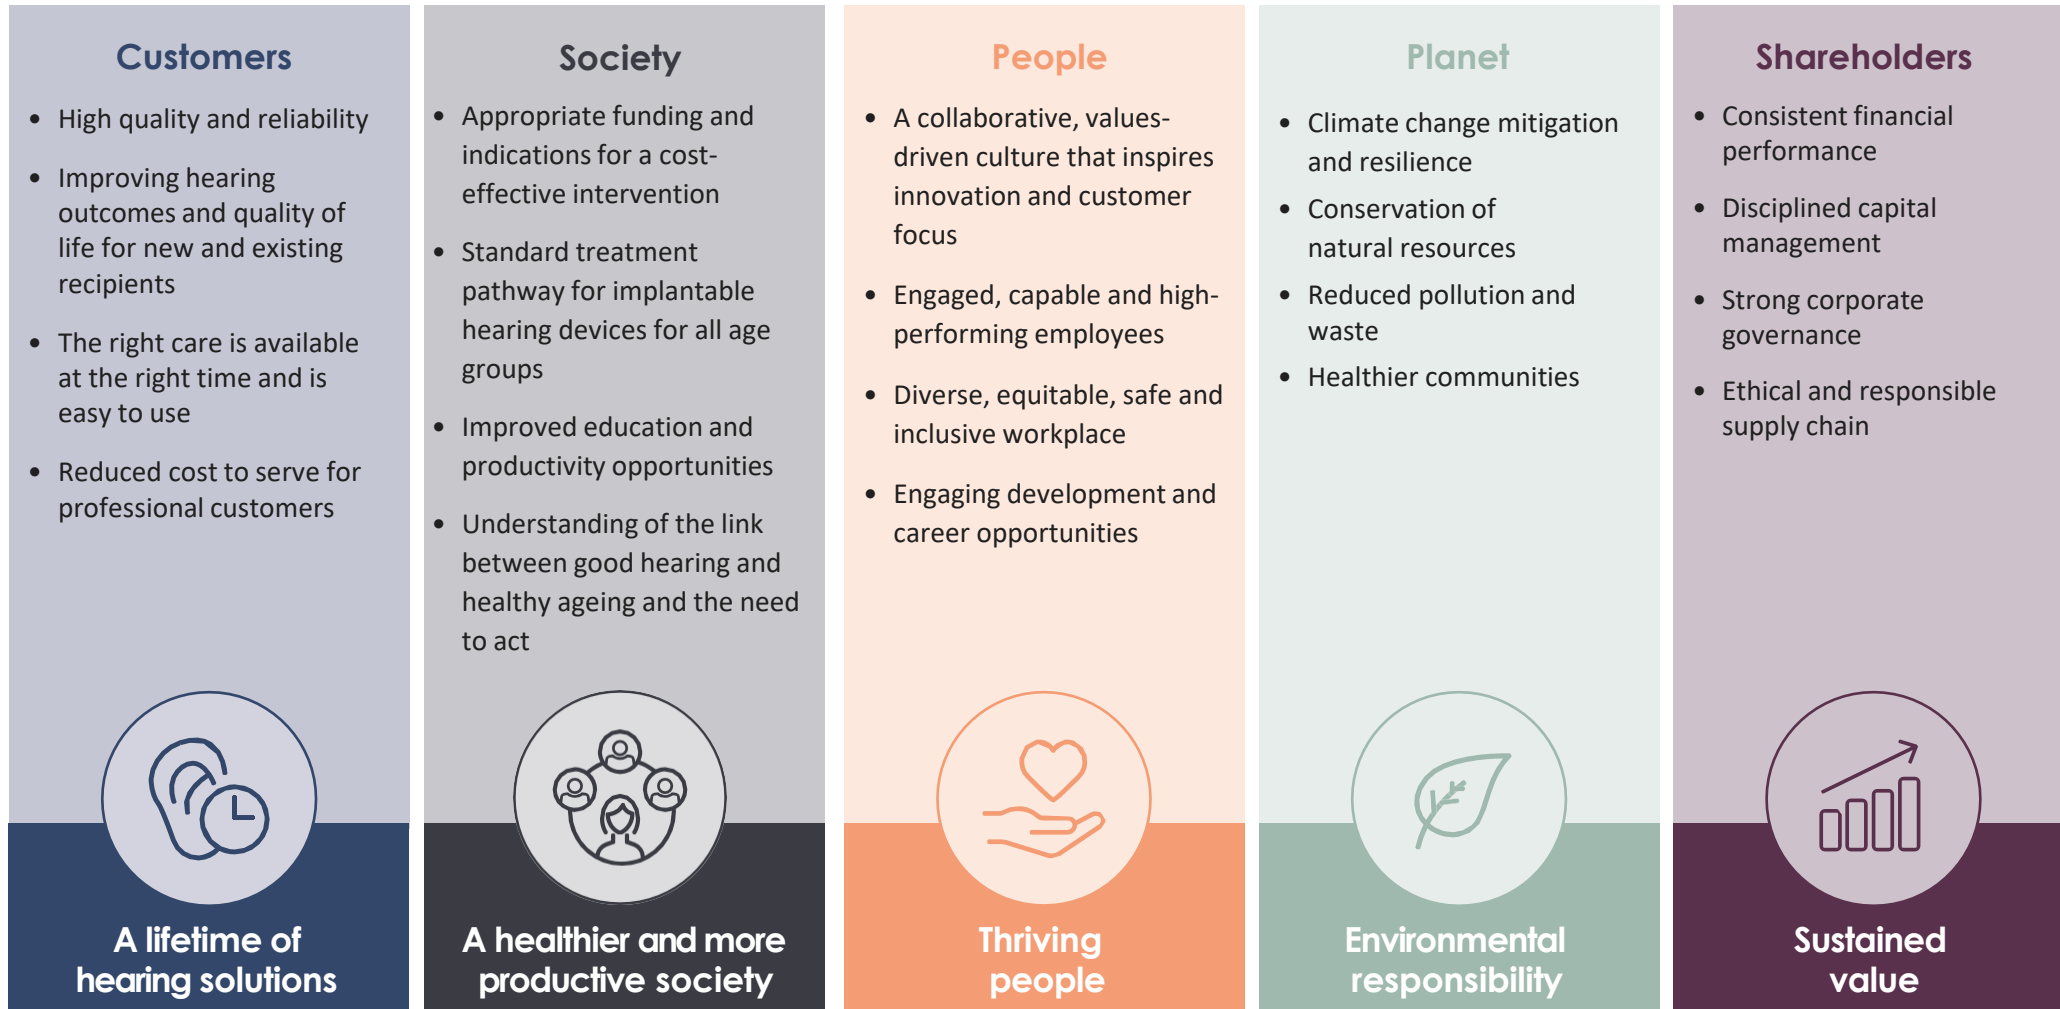 Customers
• High quality and reliability
• Improving hearing
outcomes and quality of
life for new and existing
recipients
• The right care is available
at the right time and is
easy to use
• Reduced cost to serve for
professional customers
A lifetime of
hearing solutions
Society
• Appropriate funding and
indications for a cost-
effective intervention
• Standard treatment
pathway for implantable
hearing devices for all age
groups
• Improved education and
productivity opportunities
• Understanding of the link
between good hearing and
healthy ageing and the need
to act
A healthier and more
productive society
People
• A collaborative, values-
driven culture that inspires
innovation and customer
focus
• Engaged, capable and high-
performing employees
• Diverse, equitable, safe and
inclusive workplace
• Engaging development and
career opportunities
Thriving
people
Planet
• Climate change mitigation
and resilience
• Conservation of
natural resources
• Reduced pollution and
waste
• Healthier communities
Environmental
responsibility
Shareholders
• Consistent financial
performance
• Disciplined capital
management
• Strong corporate
governance
• Ethical and responsible
supply chain
Sustained
value